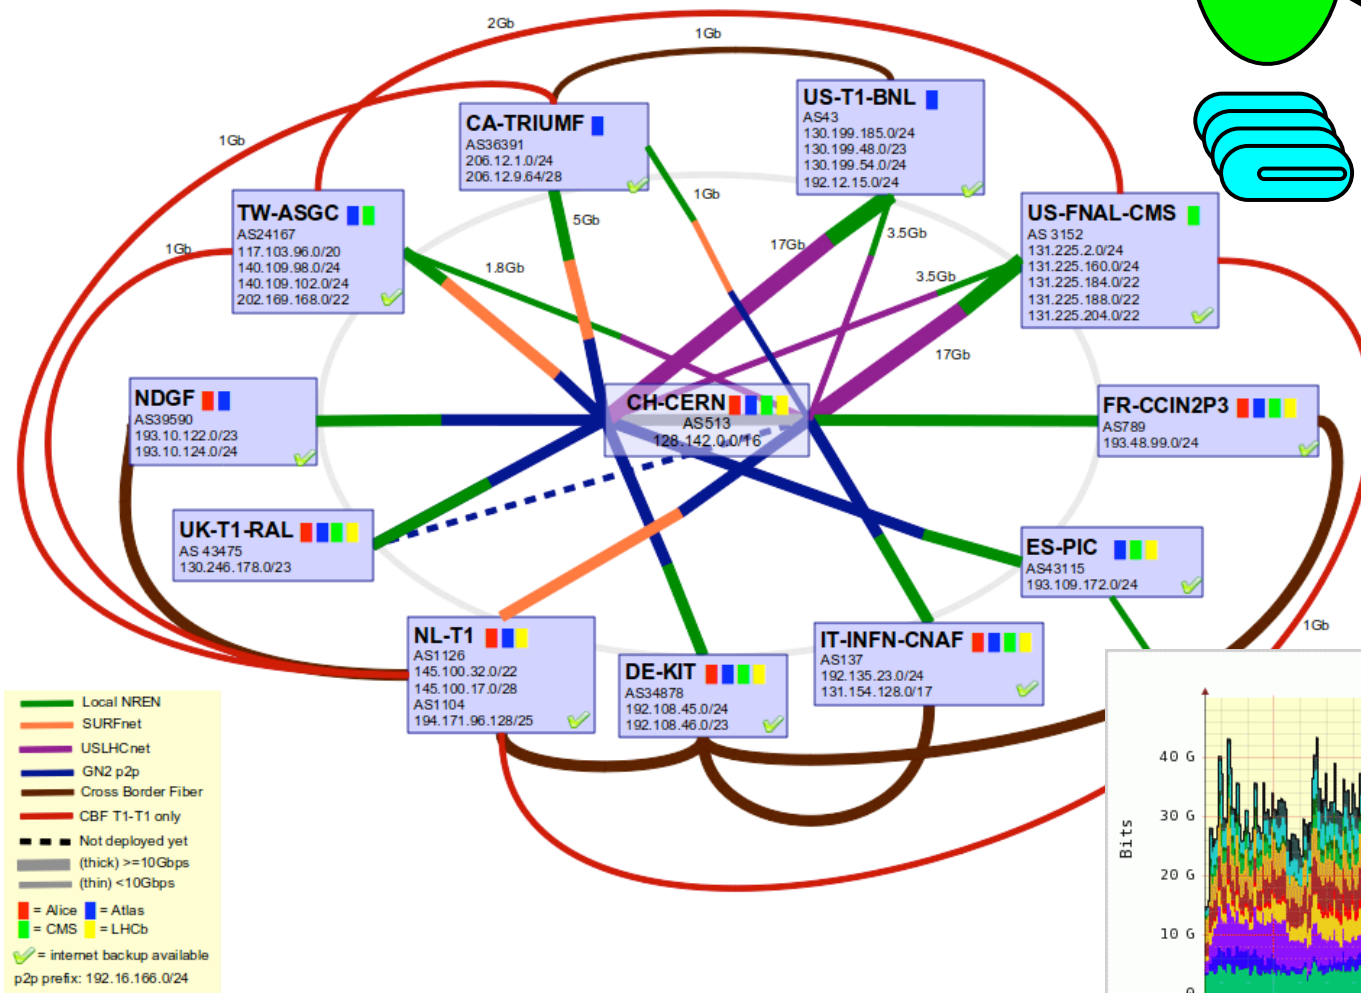 2Gb
1Gb
1Gb
1Gb
CA-TRIUMF
AS36391
206.12.1.0/24
206.12.9.64/28
US-T1-BNL
AS43
130.199.185.0/24
130.199.48.0/23
130.199.54.0/24
192.12.15.0/24
TW-ASGC
AS24167
117.103.96.0/20
140.109.98.0/24
140.109.102.0/24
202.169.168.0/22
US-FNAL-CMS
AS 3152
131.225.2.0/24
131.225.160.0/24
131.225.184.0/22
131.225.188.0/22
131.225.204.0/22
5Gb
1Gb
17Gb
3.5Gb
1.8Gb
3.5Gb
17Gb
NDGF
AS39590
193.10.122.0/23
193.10.124.0/24
CH-CERN
AS513
128.142.0.0/16
FR-CCIN2P3
AS789
193.48.99.0/24
UK-T1-RAL
AS 43475
130.246.178.0/23
ES-PIC
AS43115
193.109.172.0/24
NL-T1
AS1126
145.100.32.0/22
145.100.17.0/28
AS1104
194.171.96.128/25
DE-KIT
AS34878
192.108.45.0/24
192.108.46.0/23
IT-INFN-CNAF
AS137
192.135.23.0/24
131.154.128.0/17
1Gb
Local NREN
SURFnet
USLHCnet
GN2 p2p
Cross Border Fiber
CBF T1-T1 only
Not deployed yet
(thick) >=10Gbps
(thin) <10Gbps
= Alice = Atlas
= CMS = LHCb
= internet backup available
p2p prefix: 192.16.166.0/24
Bits
40 G
30 G
20 G
10 G
0